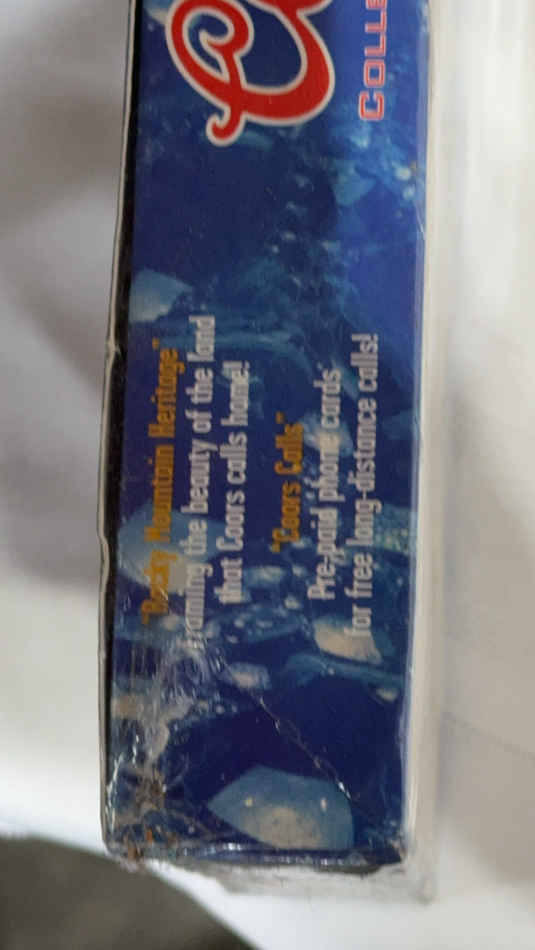 "Rocky Mountain Heritage"
Framing the beauty of the land
that Coors calls home!
"Coors Calls"
Pre-paid phone cards
for free long-distance calls!